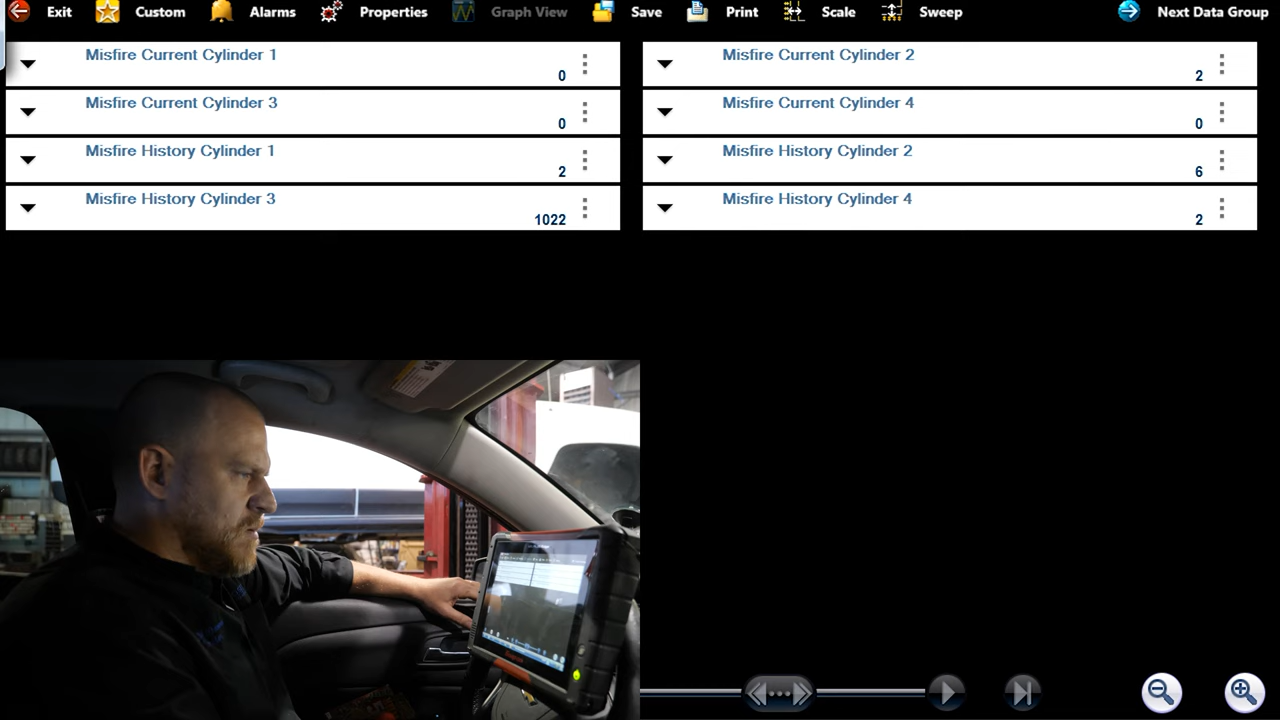 Exit Custom Alarms Properties Graph View Save Print Scale Sweep Next Data Group
Misfire Current Cylinder 1
0
Misfire Current Cylinder 2
2
Misfire Current Cylinder 3
0
Misfire Current Cylinder 4
0
Misfire History Cylinder 1
2
Misfire History Cylinder 2
6
Misfire History Cylinder 3
1022
Misfire History Cylinder 4
2